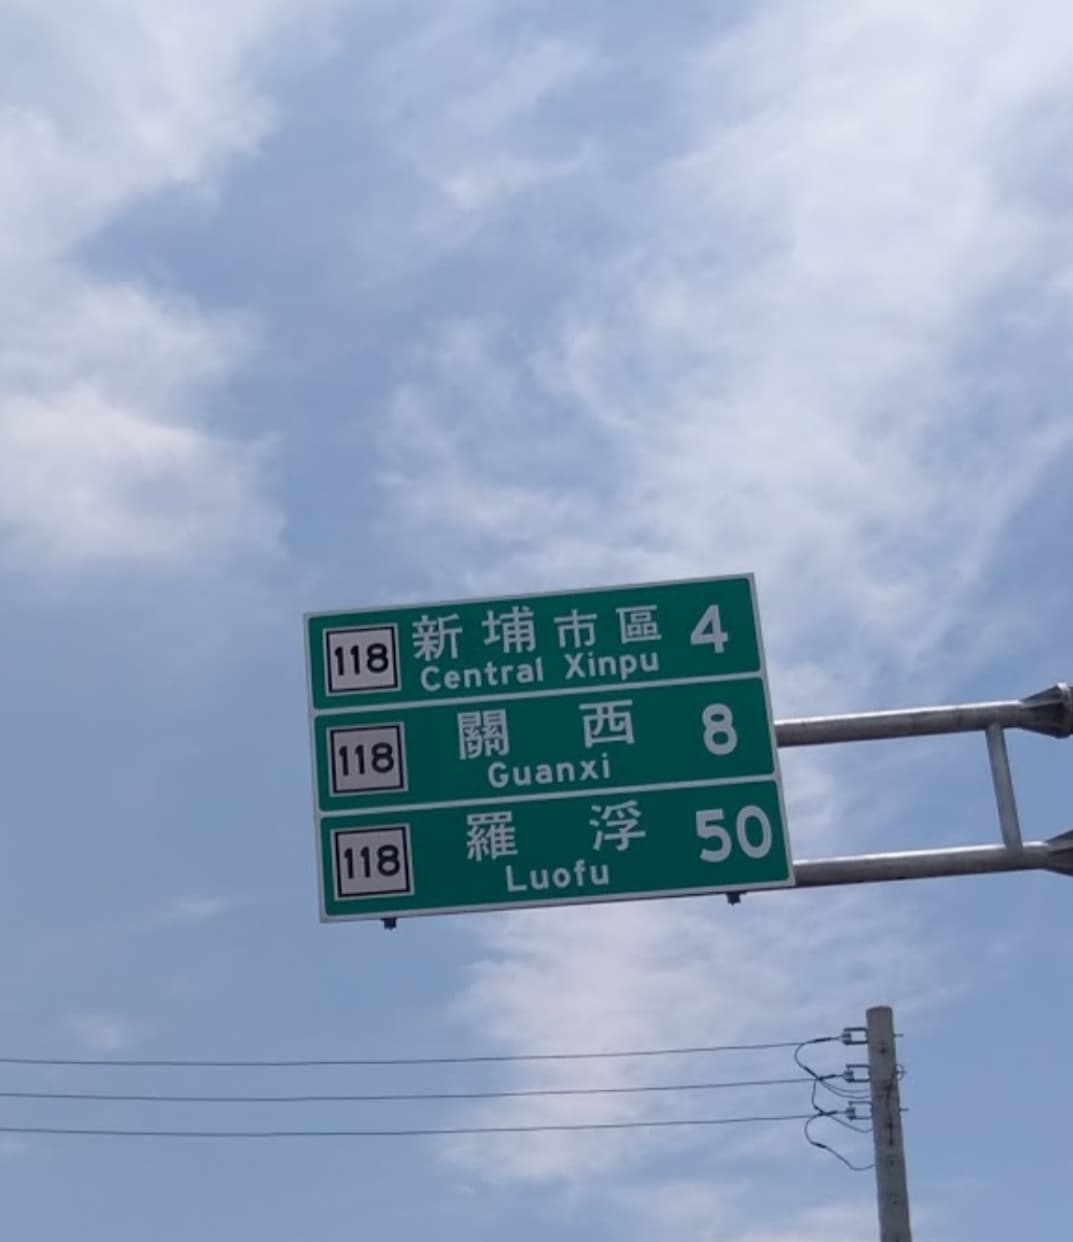 118 新埔市區 4
Central Xinpu
118 關西 8
Guanxi
118 羅浮 50
Luofu